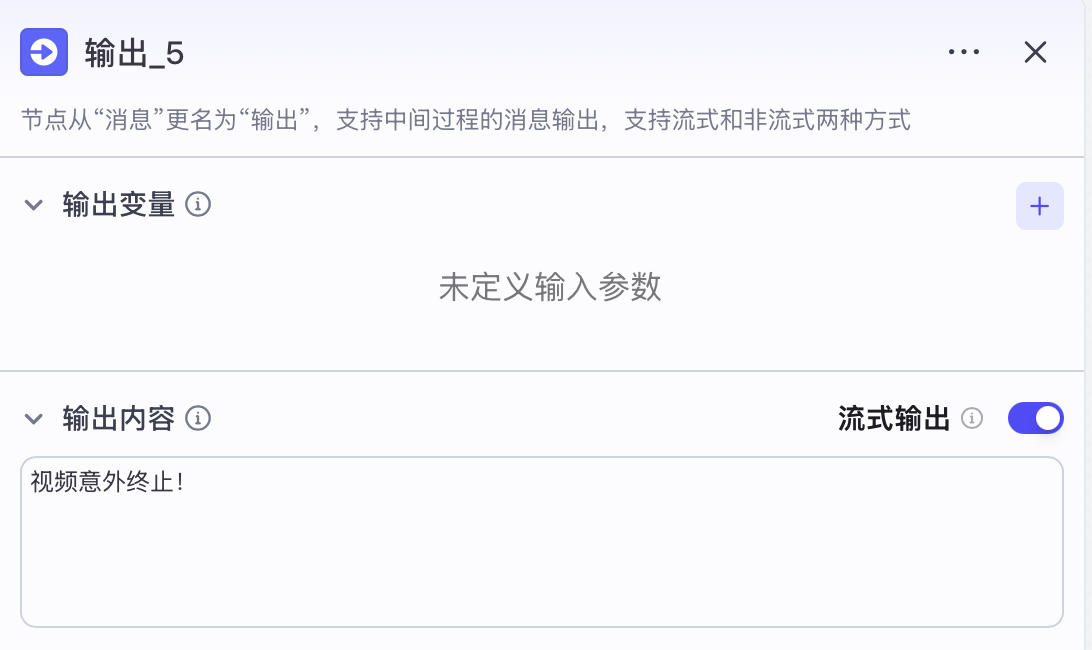 输出_5
节点从“消息”更名为“输出”，支持中间过程的消息输出，支持流式和非流式两种方式
输出变量
未定义输入参数
输出内容 流式输出
视频意外终止！